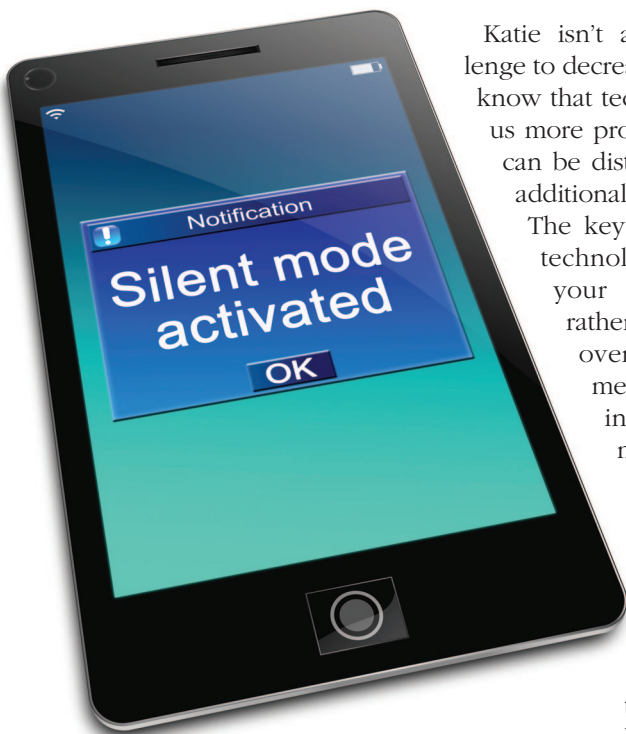 Notification
Silent mode
activated
OK
Katie isn't a
lenge to decres
know that tec
us more pro
can be dist
additional
The key
technol
your
rather
over
me
in